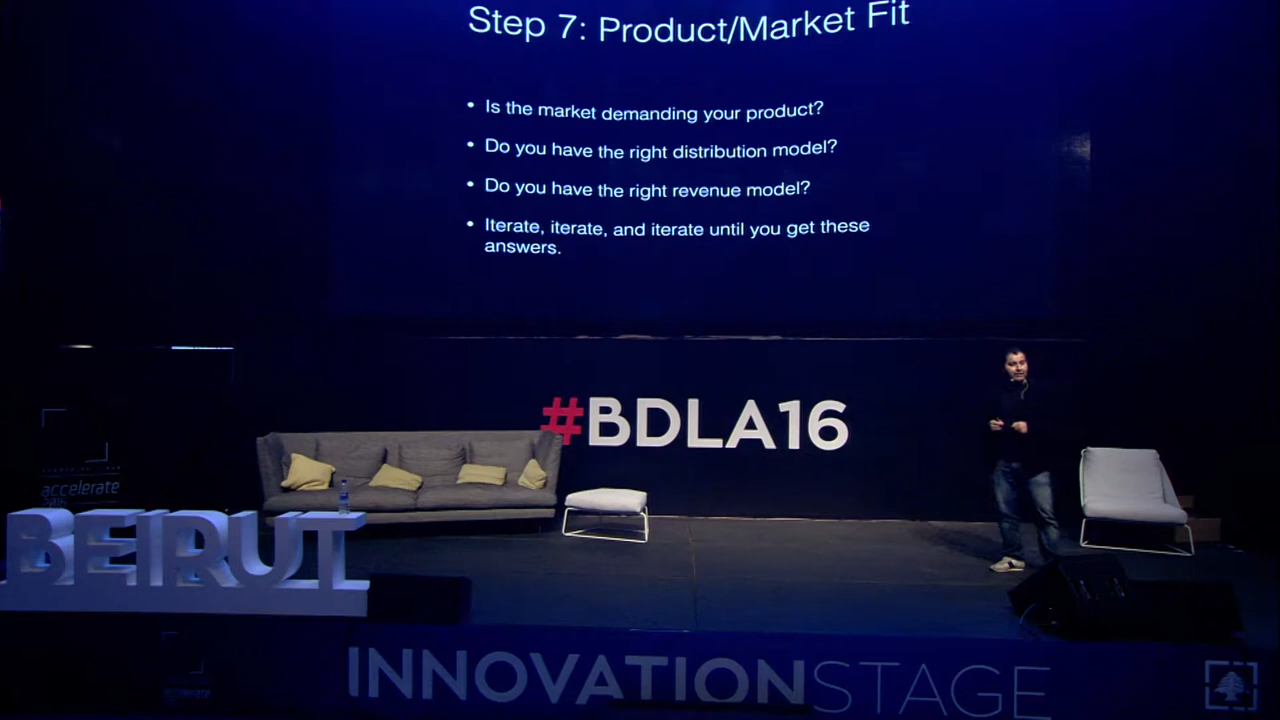 Step 7: Product/Market Fit
• Is the market demanding your product?
• Do you have the right distribution model?
• Do you have the right revenue model?
• Iterate, iterate, and iterate until you get these
answers.
#BDLA16
accelerate
BEIRUT
INNOVATIONSTAGE
accelerate